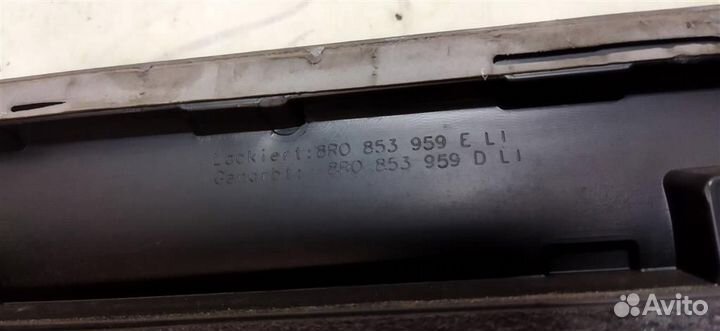 Lackiert:8R0 853 959 E LI
Genarbt: 8R0 853 959 D LI
Avito